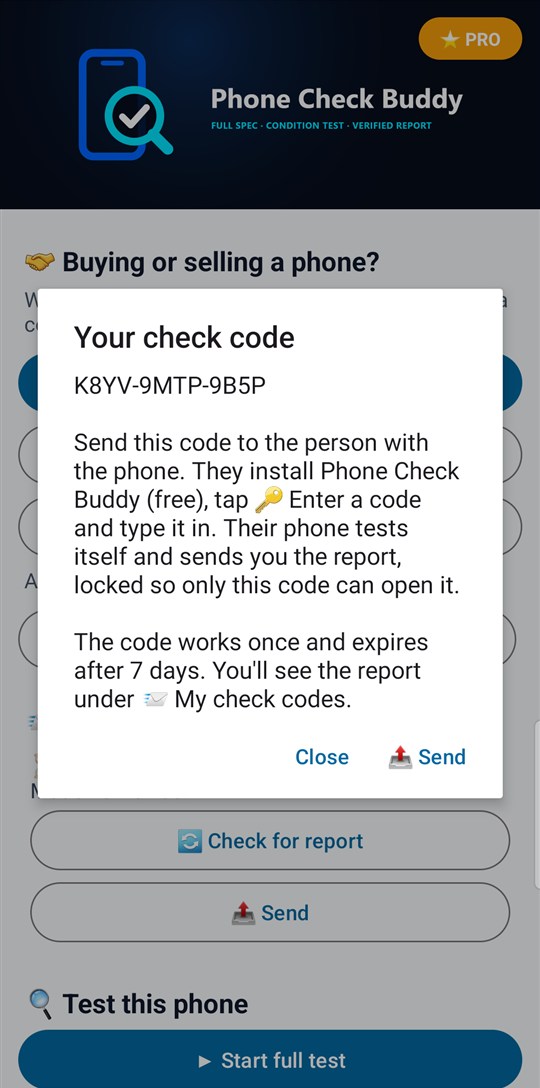 ⭐ PRO
Phone Check Buddy
FULL SPEC · CONDITION TEST · VERIFIED REPORT
🤝 Buying or selling a phone?
Your check code
K8YV-9MTP-9B5P
Send this code to the person with
the phone. They install Phone Check
Buddy (free), tap 🔑 Enter a code
and type it in. Their phone tests
itself and sends you the report,
locked so only this code can open it.
The code works once and expires
after 7 days. You'll see the report
under 📨 My check codes.
Close
📤 Send
🔄 Check for report
📤 Send
🔍 Test this phone
► Start full test